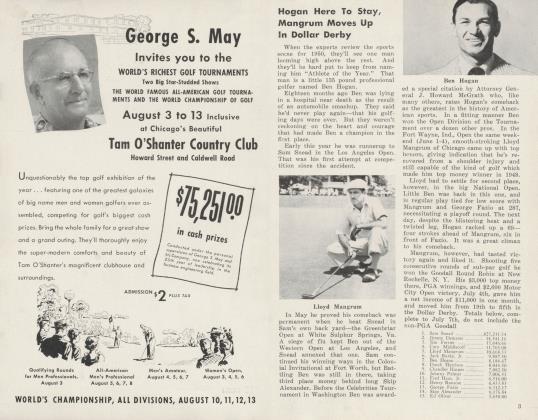 George S. May
Invites you to the
WORLD'S RICHEST GOLF TOURNAMENTS
Two Big Star-Studded Shows
THE WORLD FAMOUS ALL-AMERICAN GOLF TOURNA-
MENTS AND THE WORLD CHAMPIONSHIP OF GOLF
August 3 to 13 Inclusive
at Chicago's Beautiful
Tam O'Shanter Country Club
Howard Street and Caldwell Road
Unquestionably the top golf exhibition of the
year . . . featuring one of the greatest galaxies
of big name men and women golfers ever as-
sembled, competing for golf's biggest cash
prizes. Bring the whole family for a great show
and a grand outing. They'll thoroughly enjoy
the super-modern comforts and beauty of
Tam O'Shanter's magnificent clubhouse and
surroundings.
$75,251.00
in cash prizes
Conducted under the personal
supervision of George S. May
ADMISSION $2 PLUS TAX
Qualifying Rounds
for Men Professionals,
August 3
All-American
Men's Professional
August 5, 6, 7, 8
Men's Amateur,
August 4, 5, 6, 7
Women's Open,
August 3, 4, 5, 6
WORLD'S CHAMPIONSHIP, ALL DIVISIONS, AUGUST 10, 11, 12, 13
Hogan Here To Stay,
Mangrum Moves Up
In Dollar Derby
When the experts review the sports
scene for 1950, they'll see one man
looming high above the rest. And
they'll be hard put to keep from nam-
ing him "Athlete of the Year." That
man is a little 135 pound professional
golfer named Ben Hogan.
Eighteen months ago Ben was lying
in a hospital near death as the result
of an automobile smashup. They said
he'd never play again—that his golf-
ing days were over. But they weren't
reckoning on the heart and courage
that had made Ben a champion in the
first place.
Early this year he was runnerup to
Sam Snead in the Los Angeles Open.
That was his first attempt at compe-
tition since the accident.
Lloyd Mangrum
In May he proved his comeback was
permanent when he beat Snead in
Sam's own back yard—the Greenbriar
Open at White Sulphur Springs, Va.
A siege of flu kept Ben out of the
Western Open at Los Angeles, and
Snead annexed that one. Sam con-
tinued his winning ways in the Colon-
ial Invitational at Fort Worth, but Bat-
tling Ben was still in there, taking
third place money behind long Skip
Alexander. Before the Celebrities Tour-
nament in Washington Ben was award-
Ben Hogan
ed a special citation by Attorney Gen-
eral J. Howard McGrath who, like
many others, rates Hogan's comeback
as the greatest in the history of Amer-
ican sports. In a fitting manner Ben
won the Open Division of the Tourna-
ment over a dozen other pros. In the
Fort Wayne, Ind., Open the same week-
end (June 1-4), smooth-stroking Lloyd
Mangrum of Chicago came up with top
honors, giving indication that he's re-
covered from a shoulder injury and
still capable of the kind of golf which
made him top money winner in 1948.
Lloyd had to settle for second place,
however, in the big National Open.
Little Ben was back in this one, and
in regular play tied for low score with
Mangrum and George Fazio at 287,
necessitating a playoff round. The next
day, despite the blistering heat and a
twisted leg, Hogan racked up a 69—
four strokes ahead of Mangrum, six in
front of Fazio. It was a great climax
to his comeback.
Mangrum, however, had tasted vic-
tory again and liked it. Shooting five
consecutive rounds of sub-par golf he
won the Goodall Round Robin at New
Rochelle, N. Y. His $3,000 top money
there, PGA winnings, and $2,600 Motor
City Open victory, July 4th, gave him
a net income of $11,000 in one month,
and moved him from 19th to fifth in
the Dollar Derby. Totals below, com-
plete to July 7th, do not include the
non-PGA Goodall
3